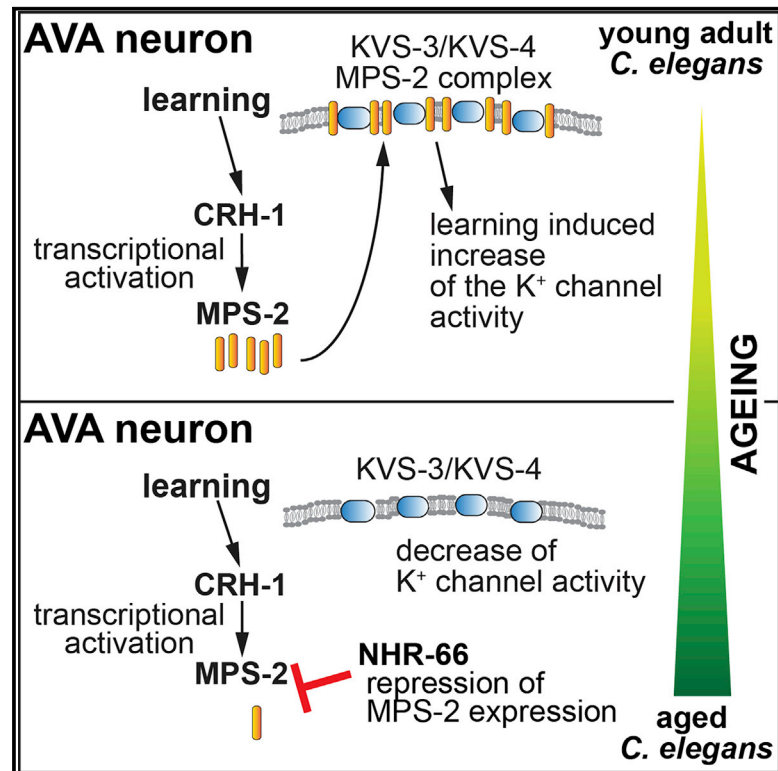 AVA neuron
learning
CRH-1
transcriptional
activation
MPS-2
KVS-3/KVS-4
MPS-2 complex
learning induced
increase
of the K⁺ channel
activity
young adult
C. elegans
AGEING
AVA neuron
learning
CRH-1
transcriptional
activation
MPS-2
KVS-3/KVS-4
decrease of
K⁺ channel activity
NHR-66
repression of
MPS-2 expression
aged
C. elegans